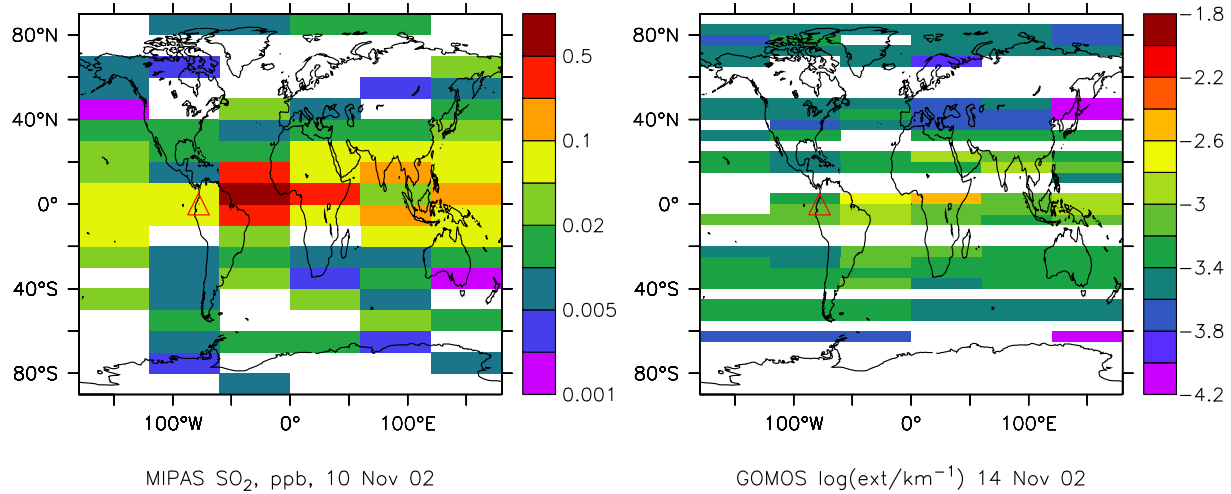 80°N
40°N
0°
40°S
80°S
100°W 0° 100°E
0.5
0.1
0.02
0.005
0.001
MIPAS SO₂, ppb, 10 Nov 02
80°N
40°N
0°
40°S
80°S
100°W 0° 100°E
−1.8
−2.2
−2.6
−3
−3.4
−3.8
−4.2
GOMOS log(ext/km⁻¹) 14 Nov 02